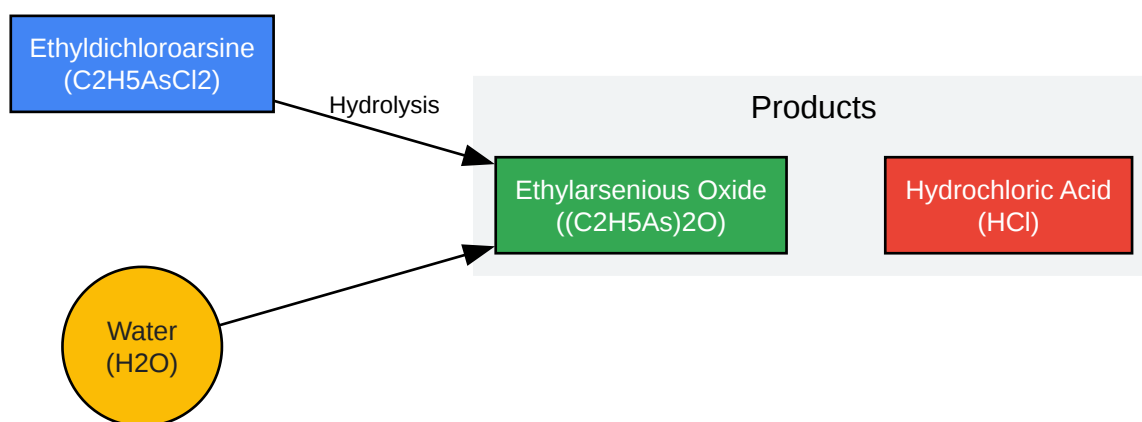 Ethyldichloroarsine
(C2H5AsCl2)
Hydrolysis
Products
Ethylarsenious Oxide
((C2H5As)2O)
Hydrochloric Acid
(HCl)
Water
(H2O)